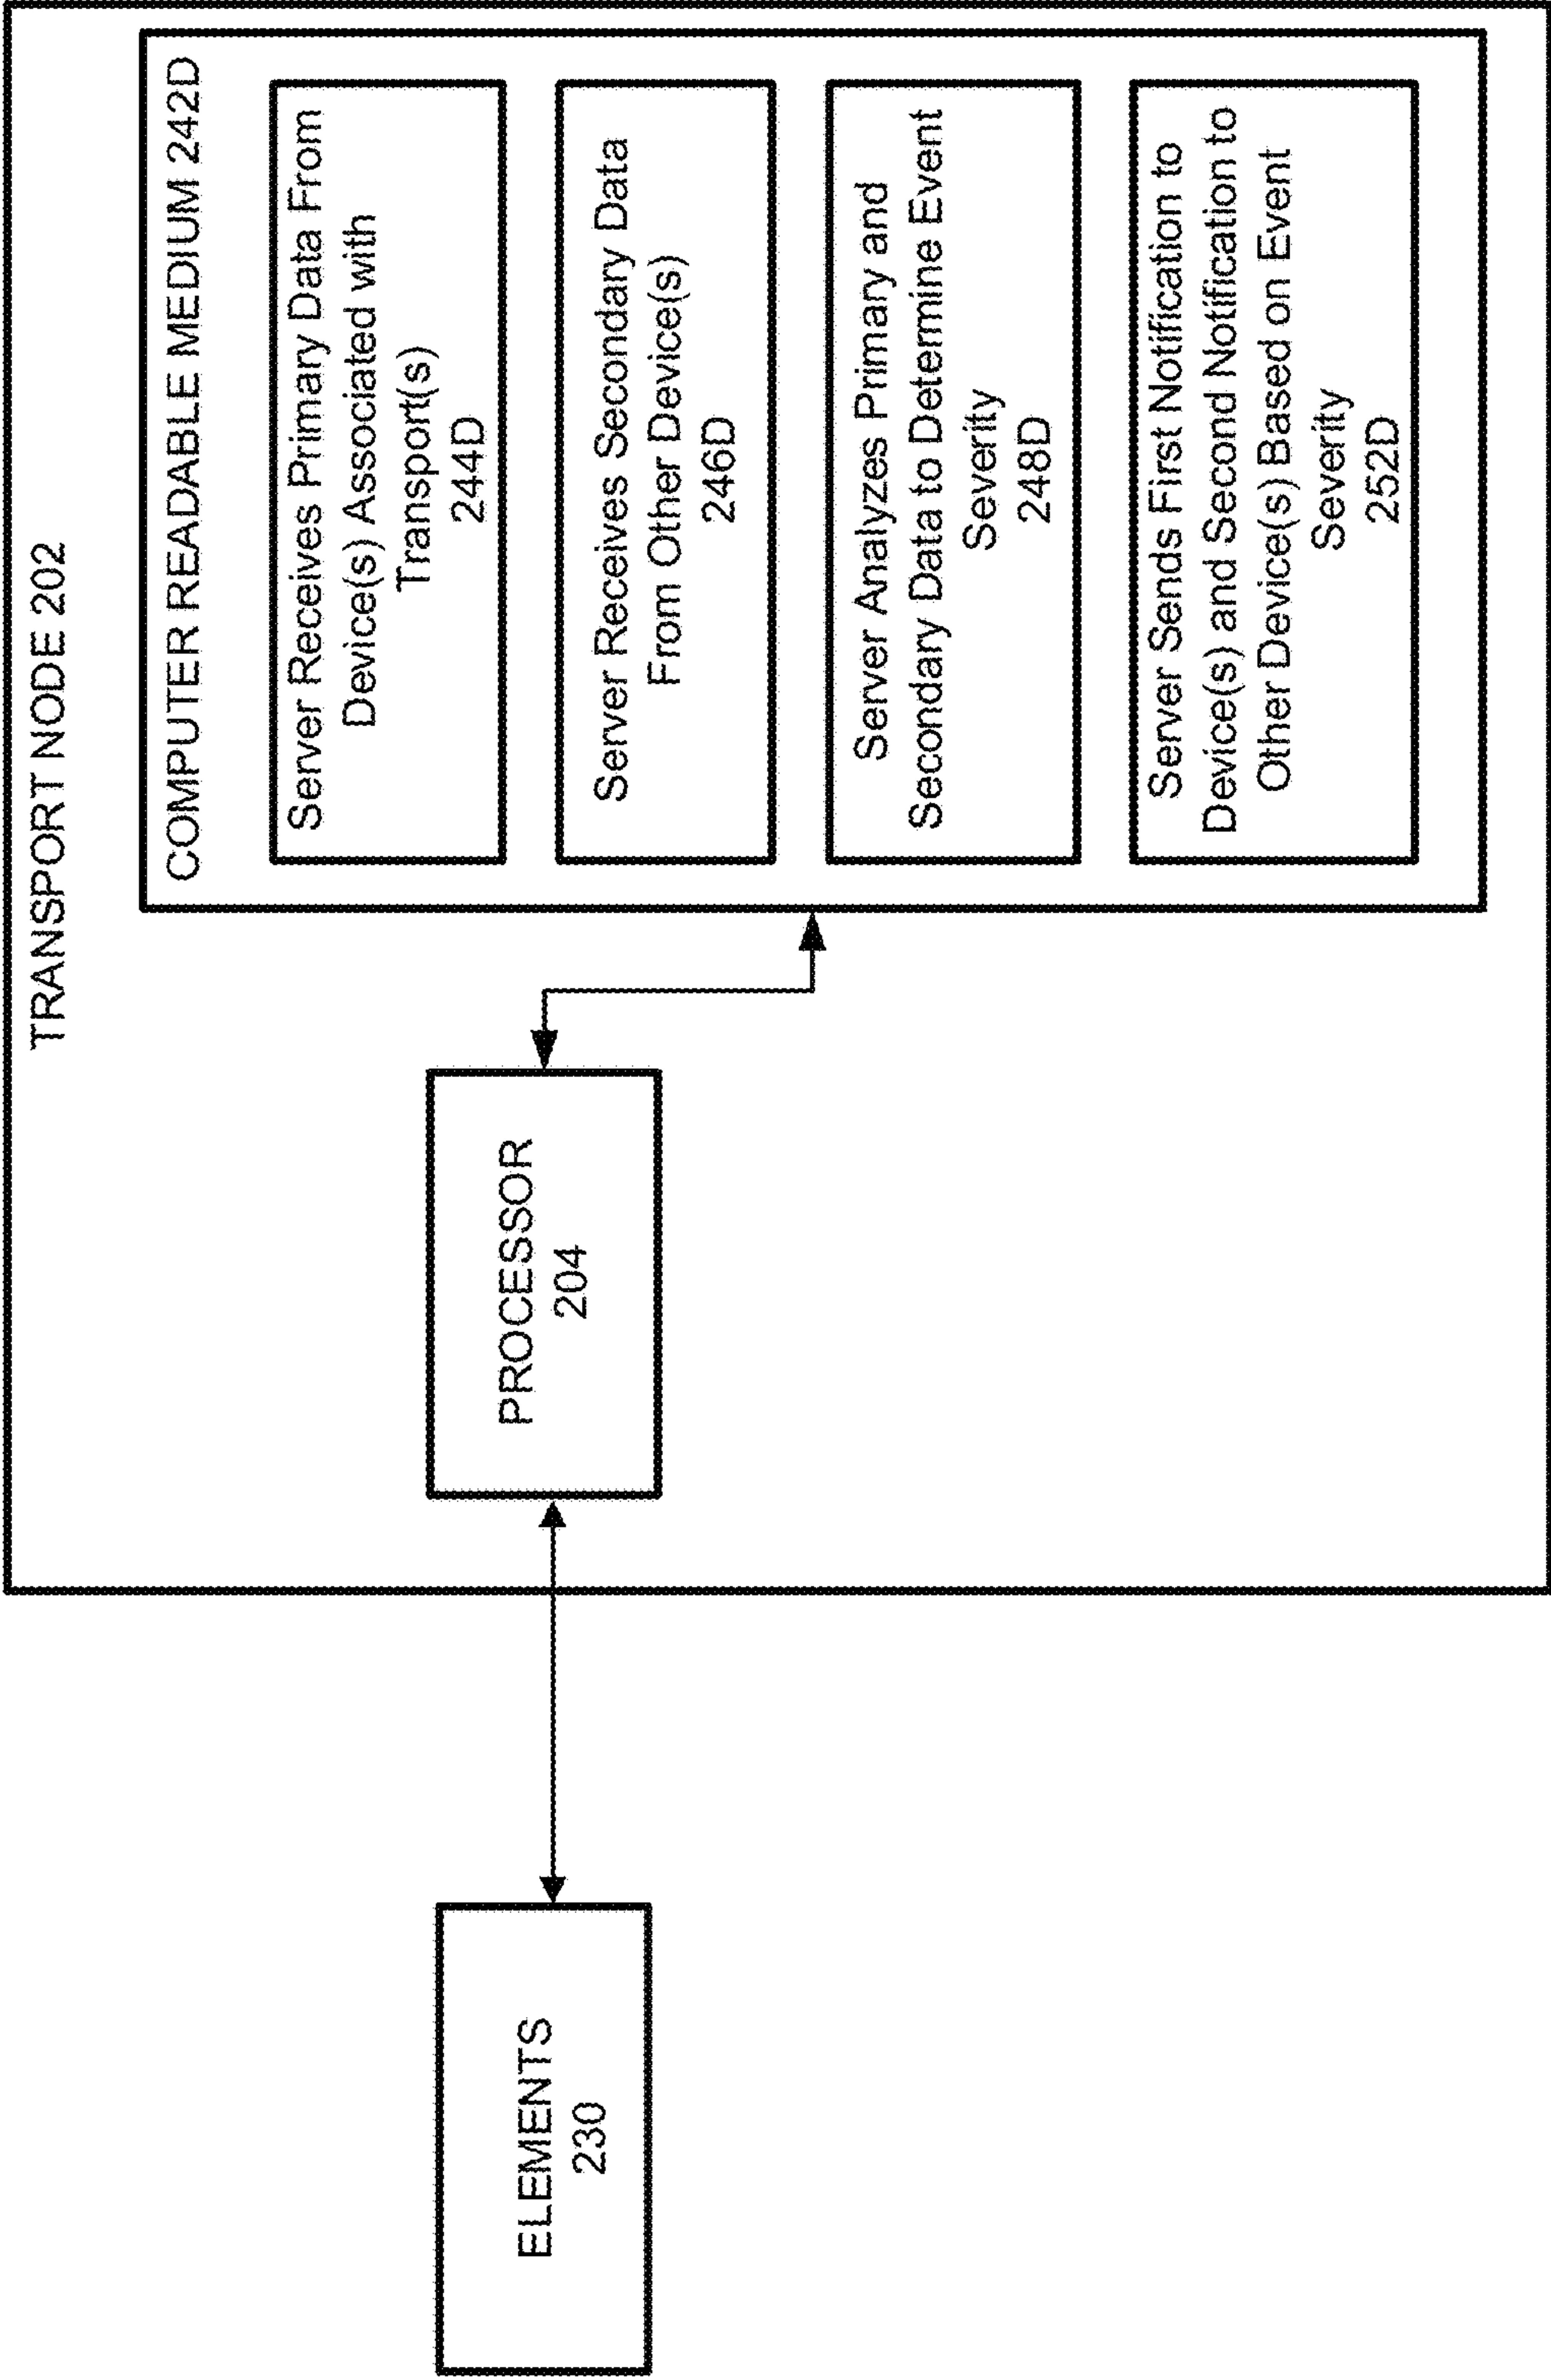 TRANSPORT NODE 202
COMPUTER READABLE MEDIUM 242D
Server Receives Primary Data From
Device(s) Associated with
Transport(s)
244D
Server Receives Secondary Data
From Other Device(s)
246D
Server Analyzes Primary and
Secondary Data to Determine Event
Severity
248D
Server Sends First Notification to
Device(s) and Second Notification to
Other Device(s) Based on Event
Severity
252D
PROCESSOR
204
ELEMENTS
230